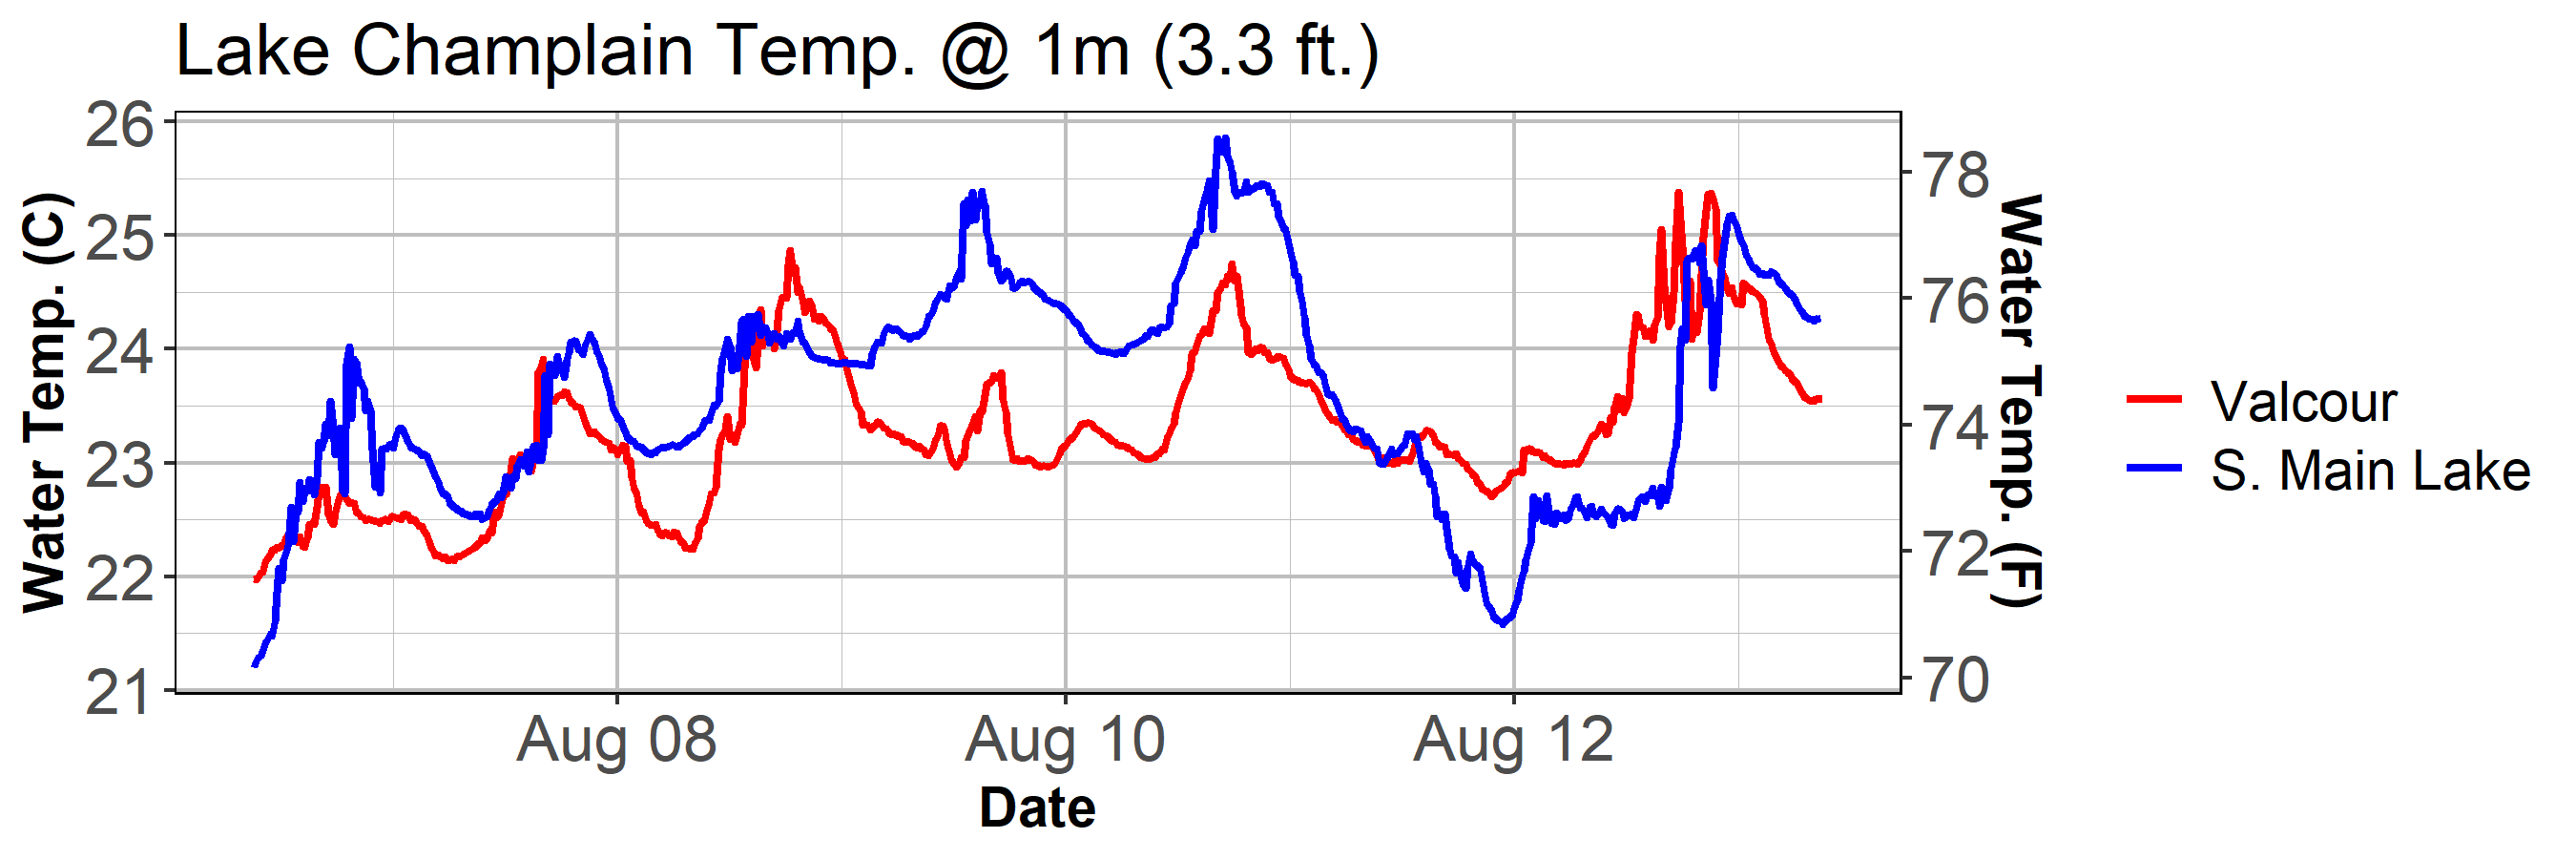 Lake Champlain Temp. @ 1m (3.3 ft.)
Water Temp. (C)
26
25
24
23
22
21
78
76
74
72
70
Water Temp. (F)
Aug 08
Aug 10
Aug 12
Date
Valcour
S. Main Lake